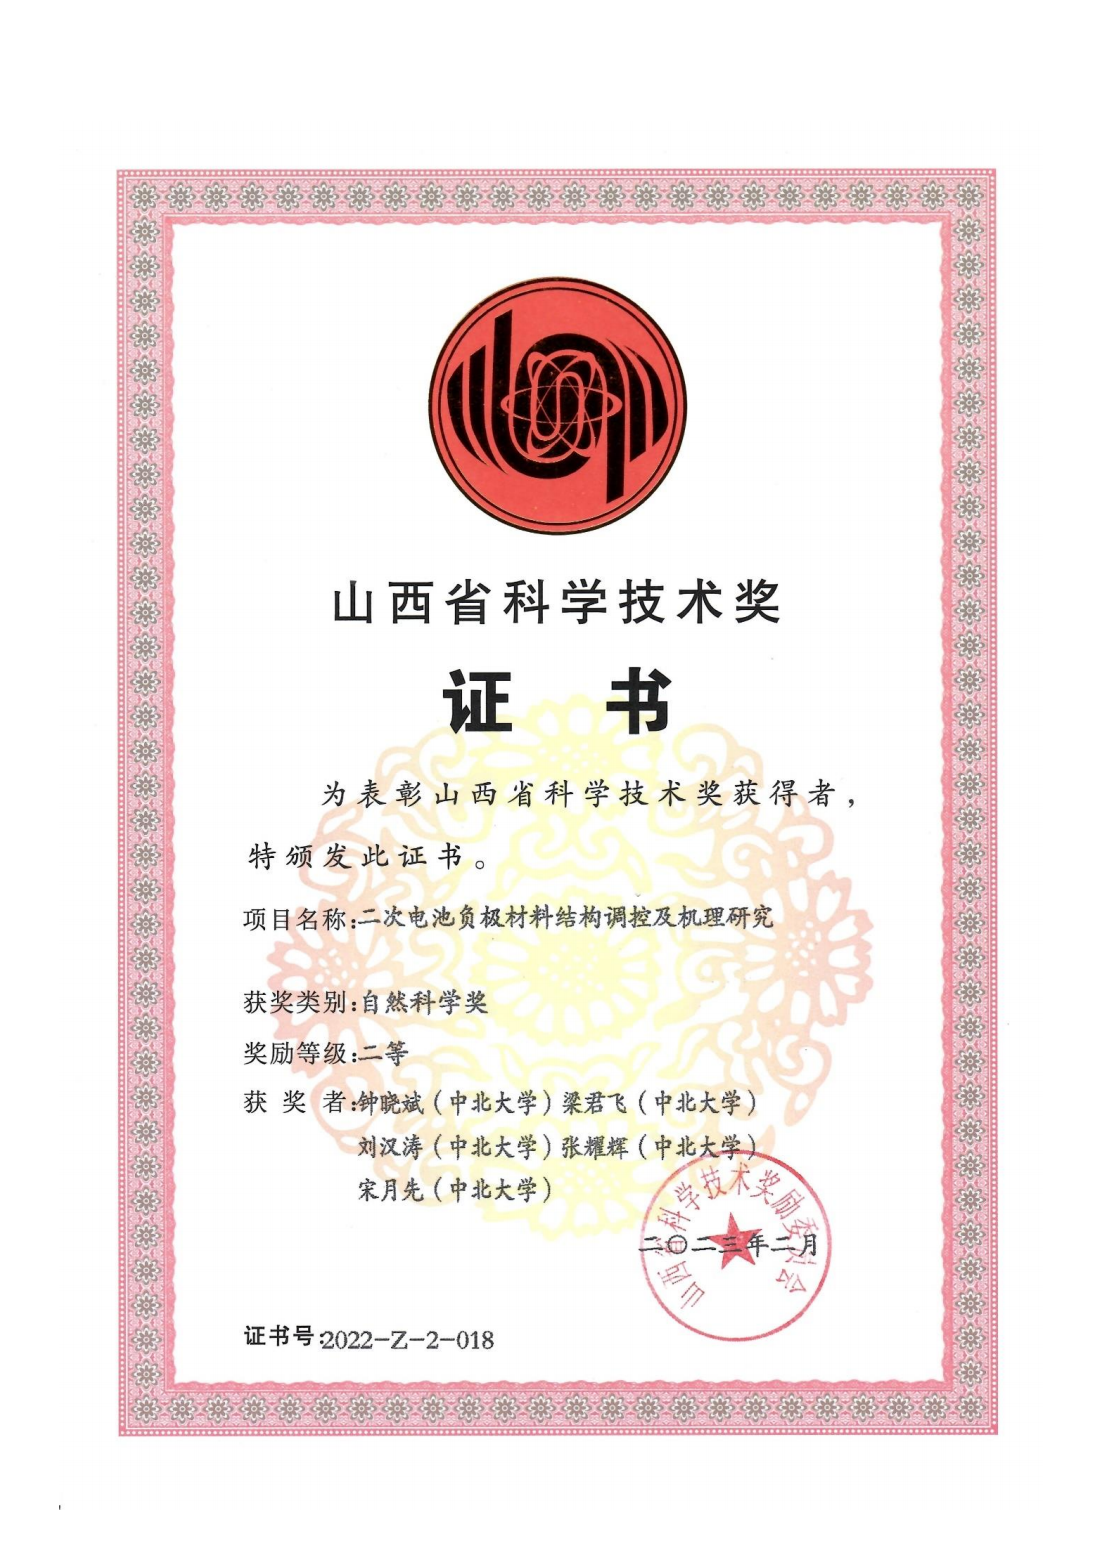 山西省科学技术奖
证 书
为表彰山西省科学技术奖获得者，
特颁发此证书。
项目名称:二次电池负极材料结构调控及机理研究
获奖类别:自然科学奖
奖励等级:二等
获 奖 者:钟晓斌（中北大学）梁君飞（中北大学）
刘汉涛（中北大学）张耀辉（中北大学）
宋月先（中北大学）
山西省科学技术奖励委员会
二〇二三年二月
证书号:2022-Z-2-018